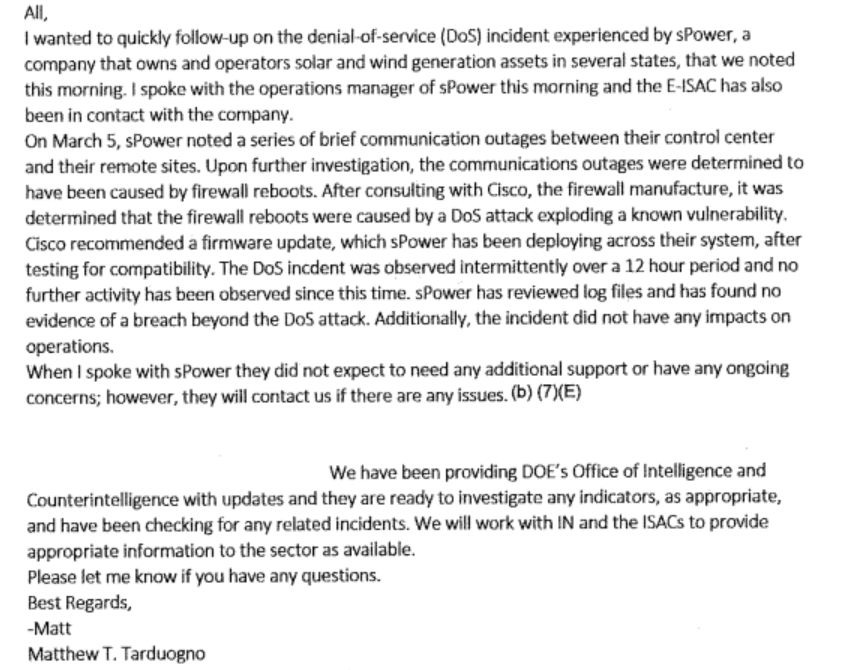 All,
I wanted to quickly follow-up on the denial-of-service (DoS) incident experienced by sPower, a
company that owns and operators solar and wind generation assets in several states, that we noted
this morning. I spoke with the operations manager of sPower this morning and the E-ISAC has also
been in contact with the company.
On March 5, sPower noted a series of brief communication outages between their control center
and their remote sites. Upon further investigation, the communications outages were determined to
have been caused by firewall reboots. After consulting with Cisco, the firewall manufacture, it was
determined that the firewall reboots were caused by a DoS attack exploding a known vulnerability.
Cisco recommended a firmware update, which sPower has been deploying across their system, after
testing for compatibility. The DoS incdent was observed intermittently over a 12 hour period and no
further activity has been observed since this time. sPower has reviewed log files and has found no
evidence of a breach beyond the DoS attack. Additionally, the incident did not have any impacts on
operations.
When I spoke with sPower they did not expect to need any additional support or have any ongoing
concerns; however, they will contact us if there are any issues. (b) (7)(E)
We have been providing DOE's Office of Intelligence and
Counterintelligence with updates and they are ready to investigate any indicators, as appropriate,
and have been checking for any related incidents. We will work with IN and the ISACs to provide
appropriate information to the sector as available.
Please let me know if you have any questions.
Best Regards,
-Matt
Matthew T. Tarduogno